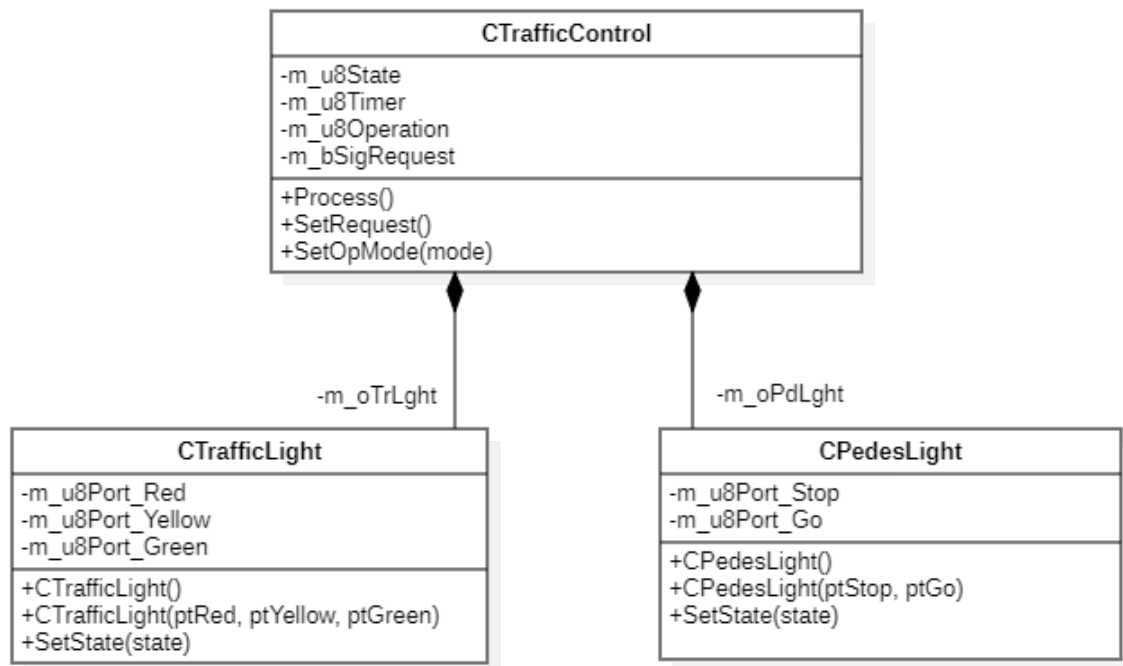 CTrafficControl
-m_u8State
-m_u8Timer
-m_u8Operation
-m_bSigRequest
+Process()
+SetRequest()
+SetOpMode(mode)
-m_oTrLght
-m_oPdLght
CTrafficLight
-m_u8Port_Red
-m_u8Port_Yellow
-m_u8Port_Green
+CTrafficLight()
+CTrafficLight(ptRed, ptYellow, ptGreen)
+SetState(state)
CPedesLight
-m_u8Port_Stop
-m_u8Port_Go
+CPedesLight()
+CPedesLight(ptStop, ptGo)
+SetState(state)